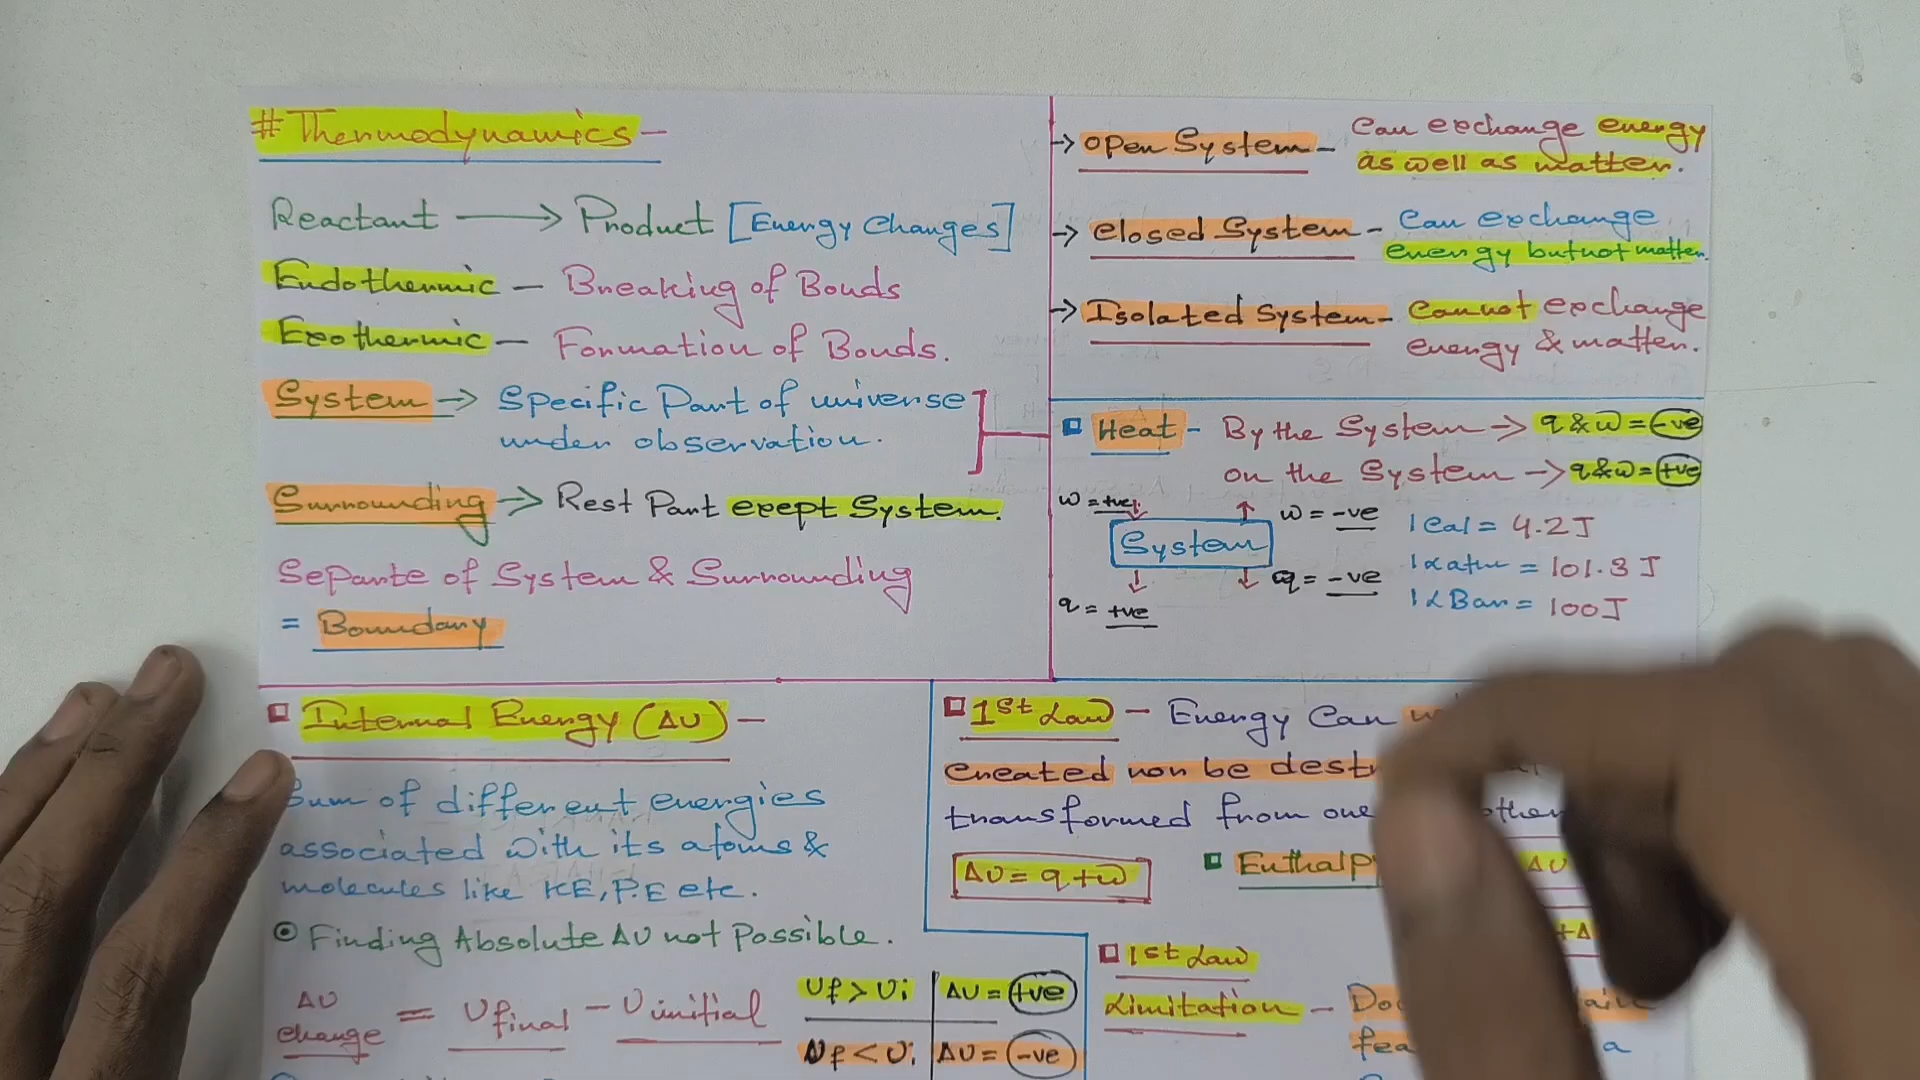 # Thermodynamics -
Reactant → Product [Energy Changes]
Endothermic - Breaking of Bonds
Exothermic - Formation of Bonds.
System → Specific Part of universe
under observation.
Surrounding → Rest Part exept System.
Separte of System & Surrounding
= Boundary
→ Open System - Can exchange energy
as well as matter.
→ Closed System - Can exchange
energy but not matter.
→ Isolated System - Cannot exchange
energy & matter.
Heat - By the System → q & w = -ve
on the System → q & w = +ve
w = +ve
w = -ve
System
q = -ve
q = +ve
1 Cal = 4.2 J
1 L atm = 101.3 J
1 L Bar = 100 J
Internal Energy (ΔU) -
Sum of different energies
associated with its atoms &
molecules like KE, P.E etc.
Finding Absolute ΔU not Possible.
ΔU
change = U final - U initial
Uf > Ui ΔU = +ve
Uf < Ui ΔU = -ve
1st Law - Energy Can
created nor be
transformed from one
ΔU = q + w
ΔU
1st Law
Limitation -
a